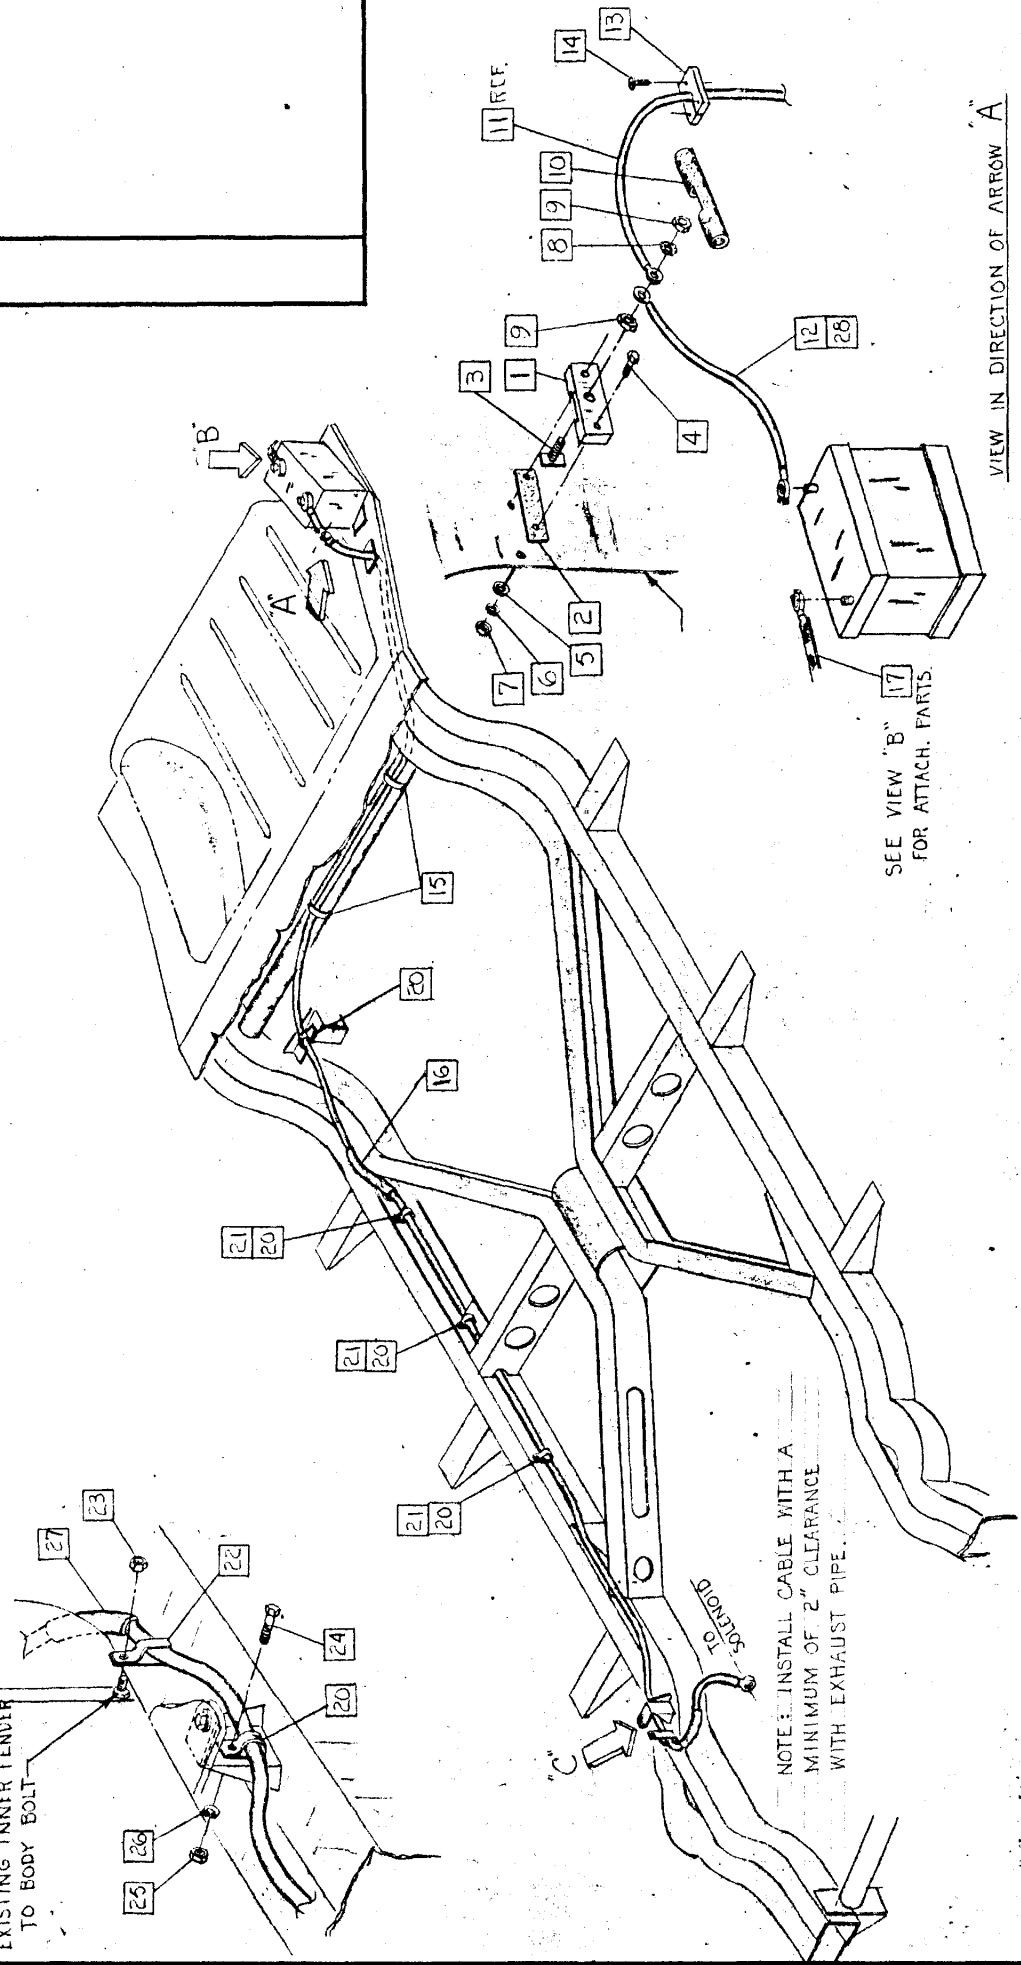 EXISTING INNER FENDER
TO BODY BOLT
27
23
22
24
20
26
25
21
20
21
20
21
20
16
20
15
"A"
"B"
"C"
TO
SOLENOID
NOTE: INSTALL CABLE WITH A
MINIMUM OF 2" CLEARANCE
WITH EXHAUST PIPE.
13
14
11 REF.
10
9
8
9
1
3
4
12
28
2
5
6
7
17
SEE VIEW "B"
FOR ATTACH. PARTS
VIEW IN DIRECTION OF ARROW "A"